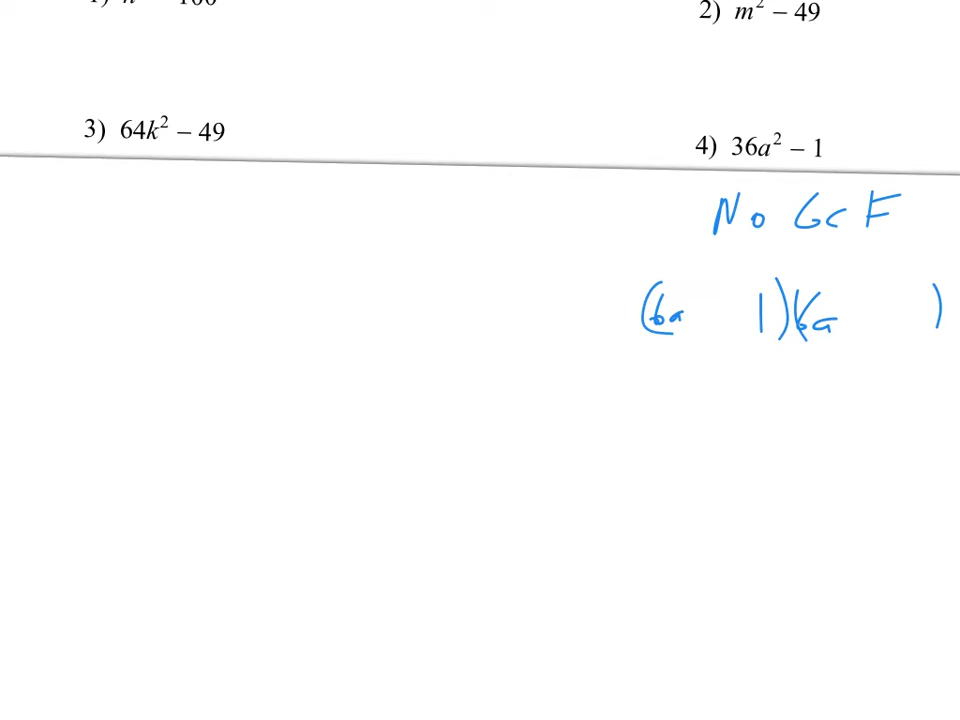 2) m² – 49
3) 64k² – 49
4) 36a² – 1
No GCF
(6a 1)(6a )